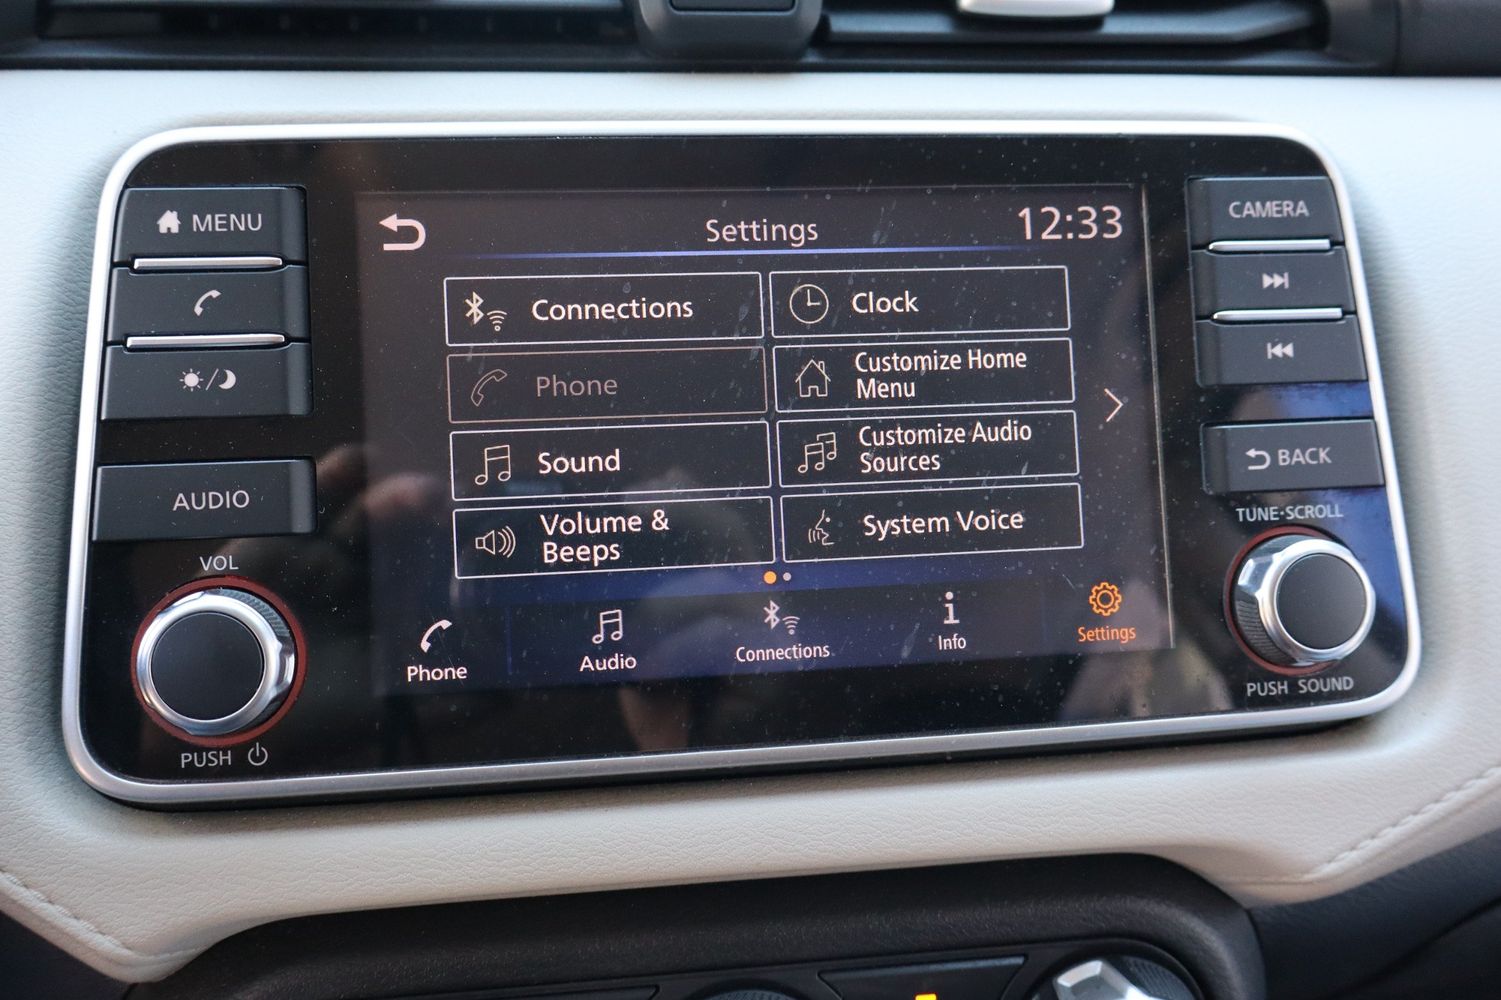 MENU
AUDIO
VOL
PUSH
Settings
12:33
Connections
Clock
Phone
Customize Home
Menu
Sound
Customize Audio
Sources
Volume &
Beeps
System Voice
Phone
Audio
Connections
Info
Settings
CAMERA
BACK
TUNE·SCROLL
PUSH SOUND